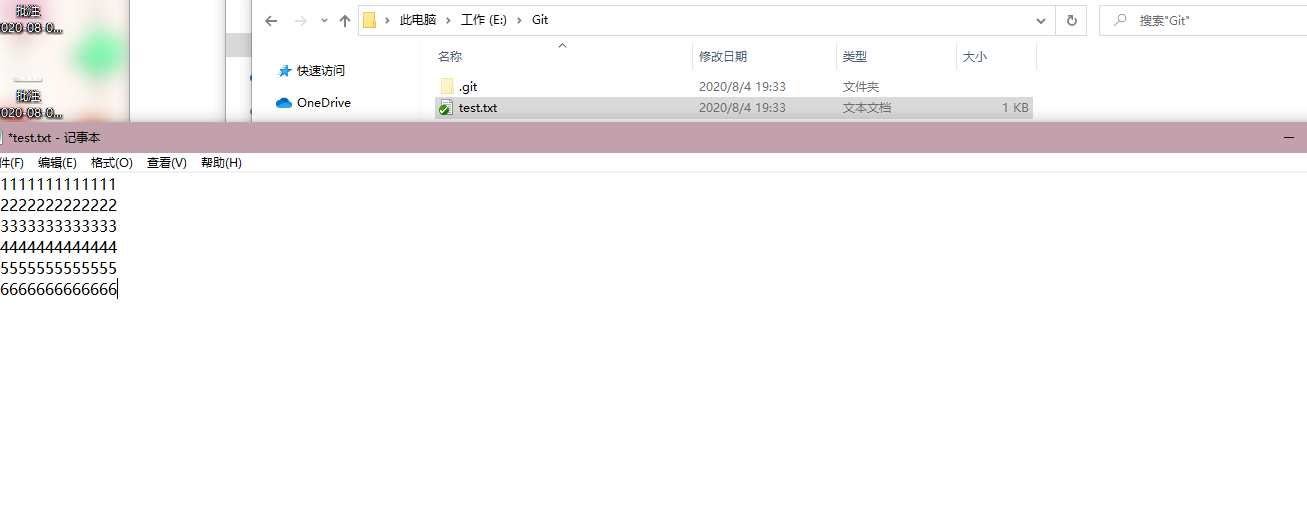 批注
020-08-0...
批注
020-08-0...
此电脑 > 工作 (E:) > Git
搜索"Git"
名称 修改日期 类型 大小
快速访问
OneDrive
.git 2020/8/4 19:33 文件夹
test.txt 2020/8/4 19:33 文本文档 1 KB
*test.txt - 记事本
件(F) 编辑(E) 格式(O) 查看(V) 帮助(H)
1111111111111
2222222222222
3333333333333
4444444444444
5555555555555
6666666666666